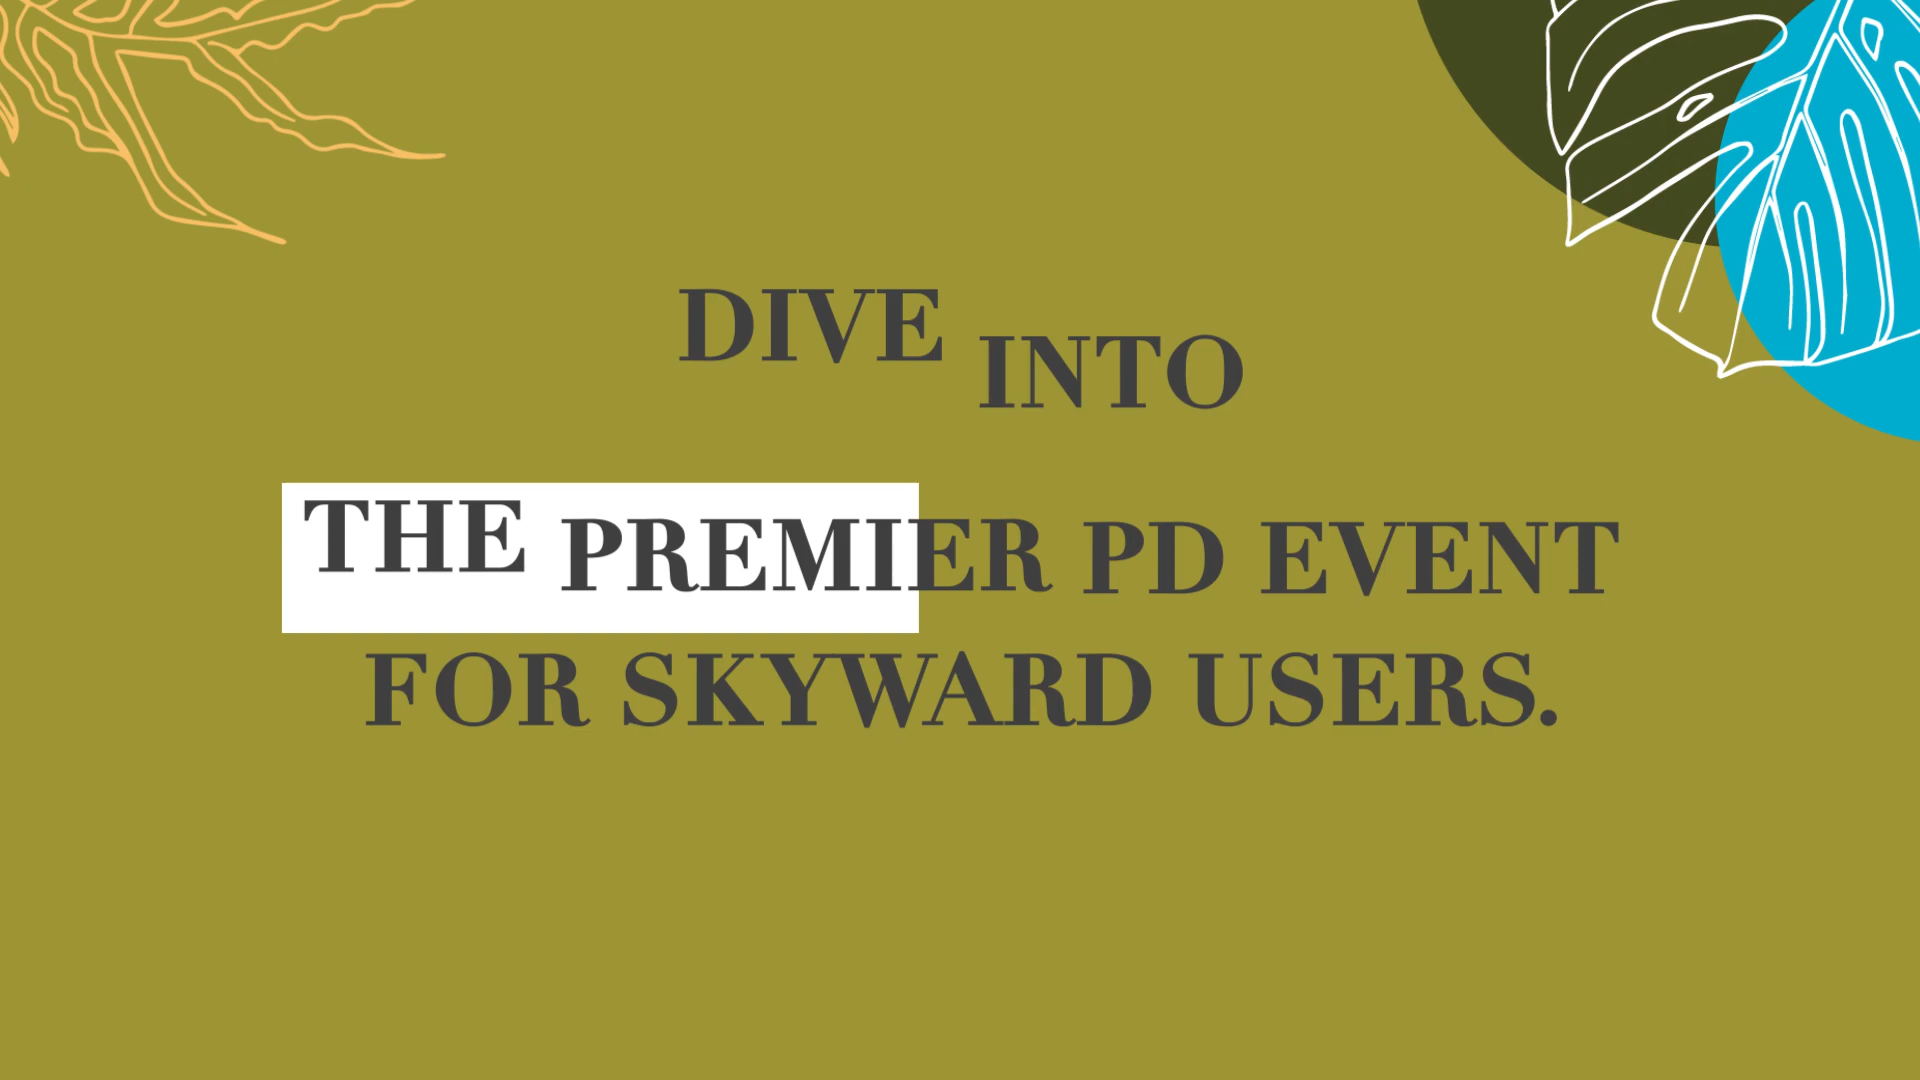 DIVE INTO
THE PREMIER PD EVENT
FOR SKYWARD USERS.